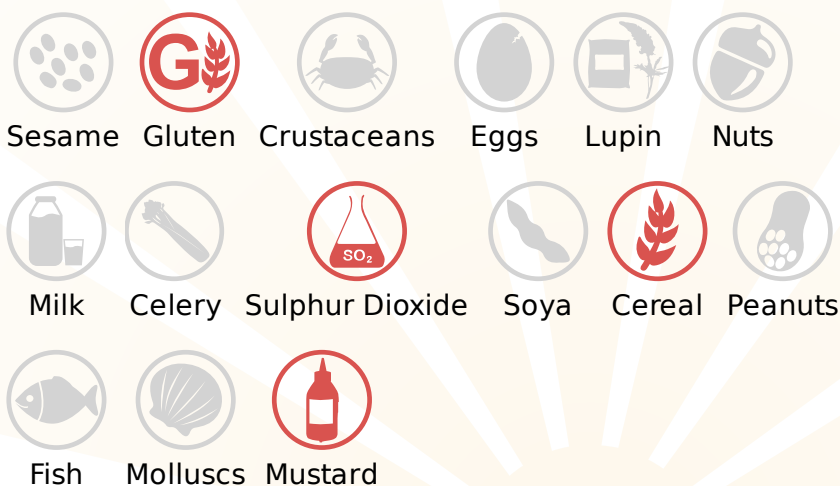 G
Sesame Gluten Crustaceans Eggs Lupin Nuts
SO₂
Milk Celery Sulphur Dioxide Soya Cereal Peanuts
Fish Molluscs Mustard